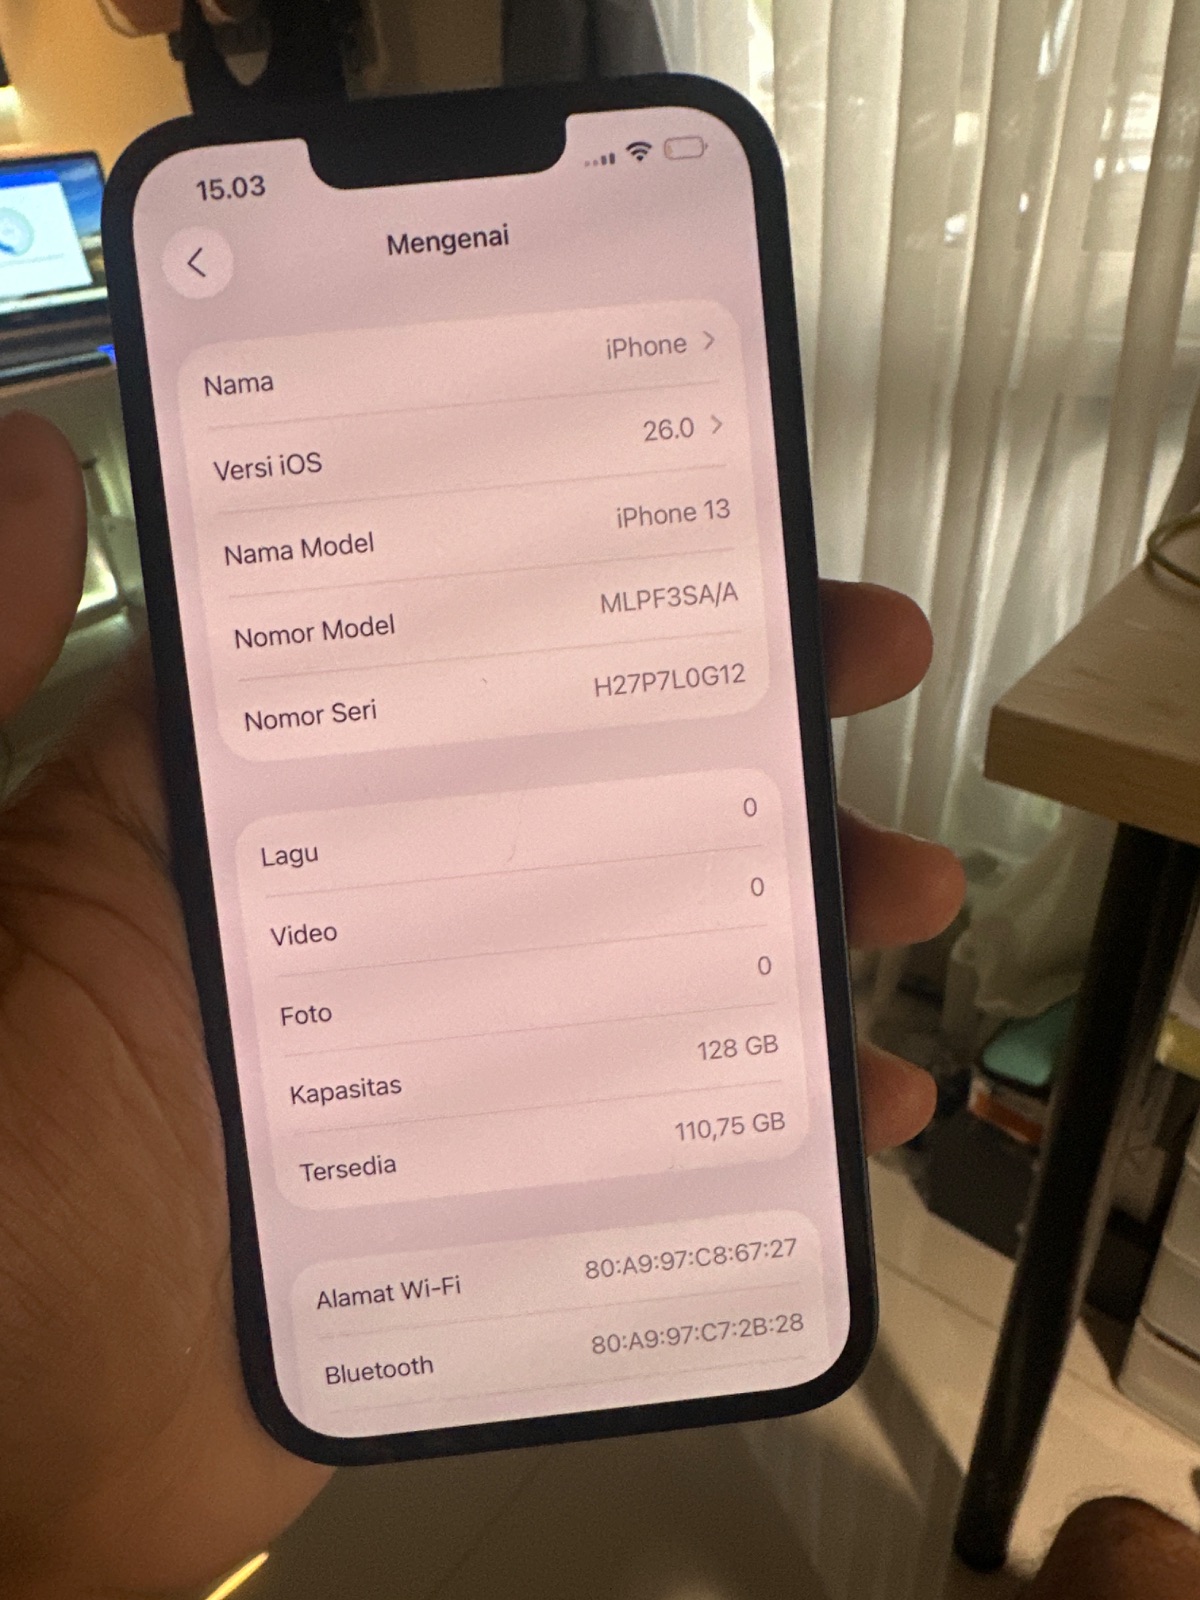 15.03
Mengenai
Nama iPhone
Versi iOS 26.0
Nama Model iPhone 13
Nomor Model MLPF3SA/A
Nomor Seri H27P7L0G12
Lagu 0
Video 0
Foto 0
Kapasitas 128 GB
Tersedia 110,75 GB
Alamat Wi-Fi 80:A9:97:C8:67:27
Bluetooth 80:A9:97:C7:2B:28